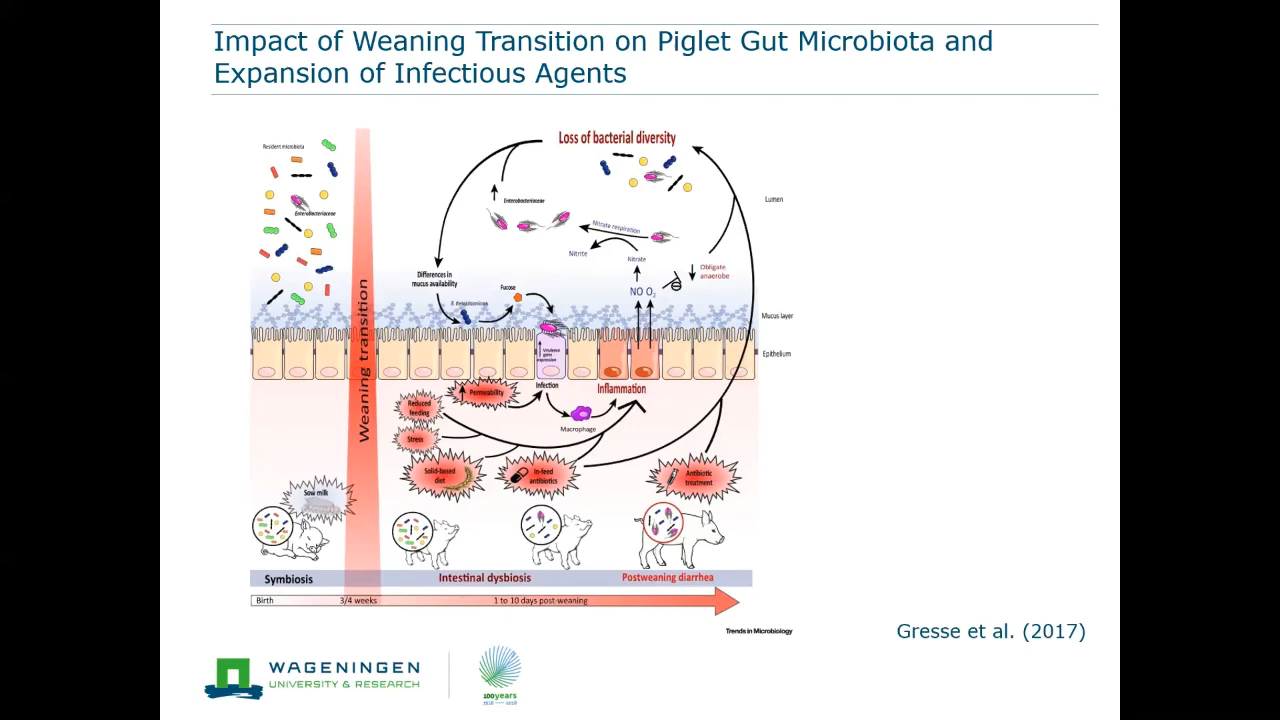 Impact of Weaning Transition on Piglet Gut Microbiota and
Expansion of Infectious Agents
Resident microbiota
Enterobacteriaceae
Weaning transition
Loss of bacterial diversity
Enterobacteriaceae
Nitrate respiration
Nitrite
Nitrate
NO O2
Obligate
anaerobe
Lumen
Differences in
mucus availability
B. thetaiotaomicron
Fucose
Mucus layer
Virulence
gene
expression
Epithelium
Permeability
Infection
Inflammation
Reduced
feeding
Macrophage
Stress
Solid-based
diet
In-feed
antibiotics
Antibiotic
treatment
Sow milk
Symbiosis
Intestinal dysbiosis
Postweaning diarrhea
Birth
3/4 weeks
1 to 10 days post-weaning
Trends in Microbiology
Gresse et al. (2017)
WAGENINGEN
UNIVERSITY & RESEARCH
100years
1918 — 2018